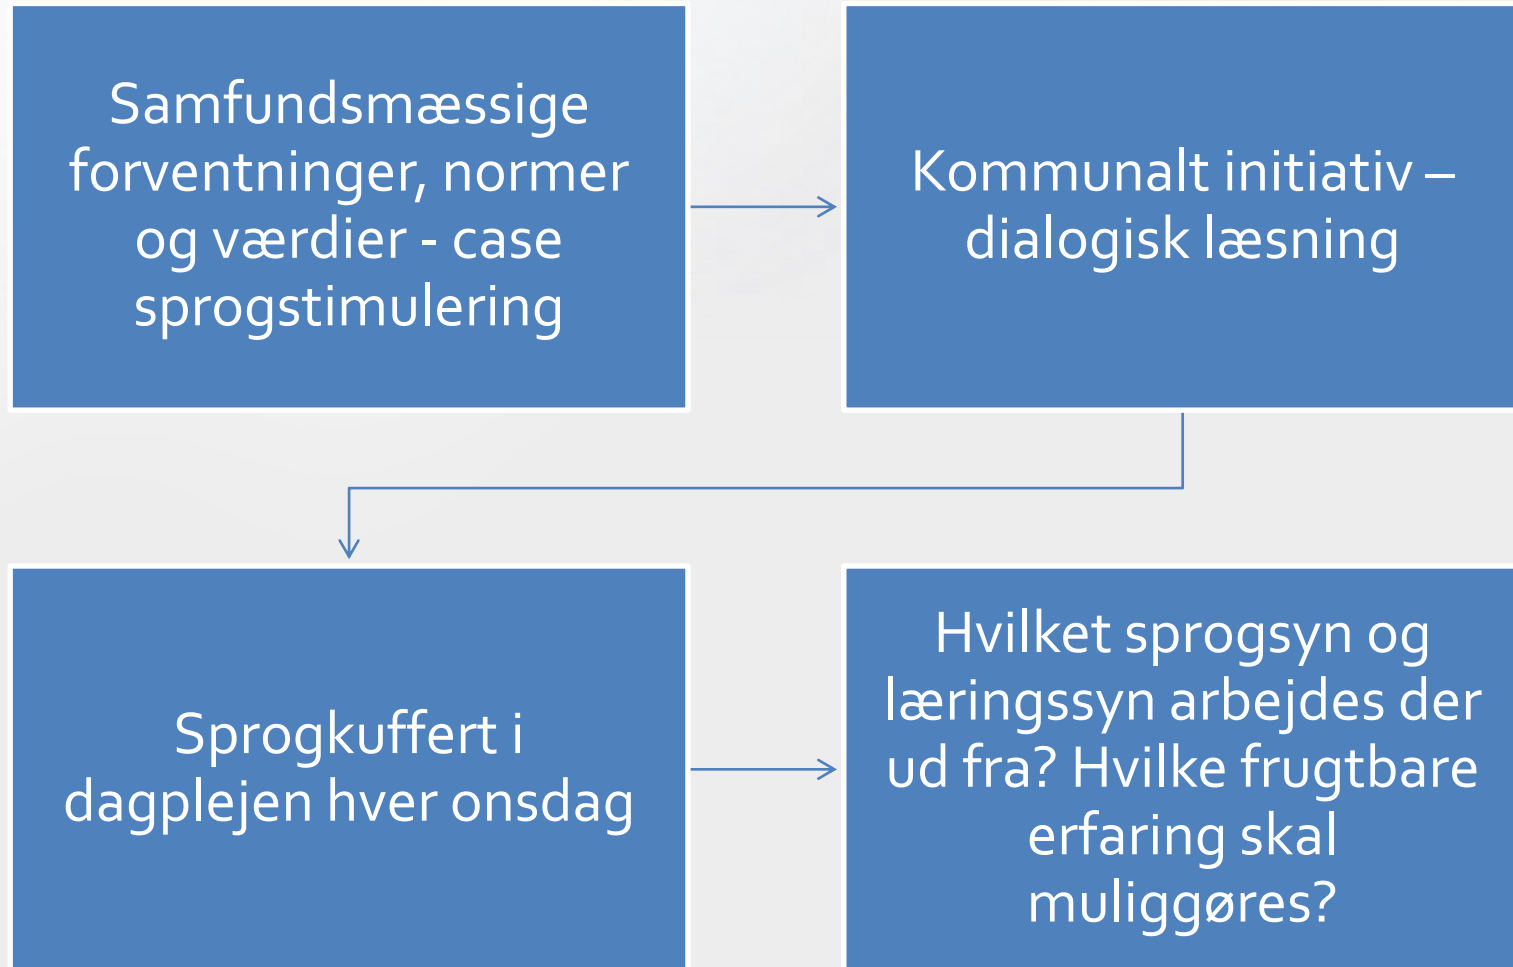 Samfundsmæssige
forventninger, normer
og værdier - case
sprogstimulering
Kommunalt initiativ –
dialogisk læsning
Sprogkuffert i
dagplejen hver onsdag
Hvilket sprogsyn og
læringssyn arbejdes der
ud fra? Hvilke frugtbare
erfaring skal
muliggøres?